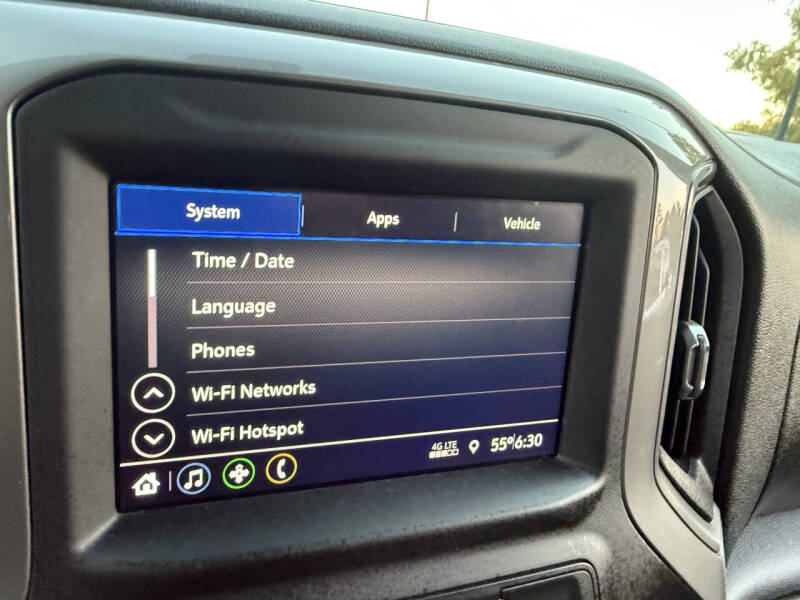 System Apps Vehicle
Time / Date
Language
Phones
Wi-Fi Networks
Wi-Fi Hotspot
4G LTE 55° 6:30